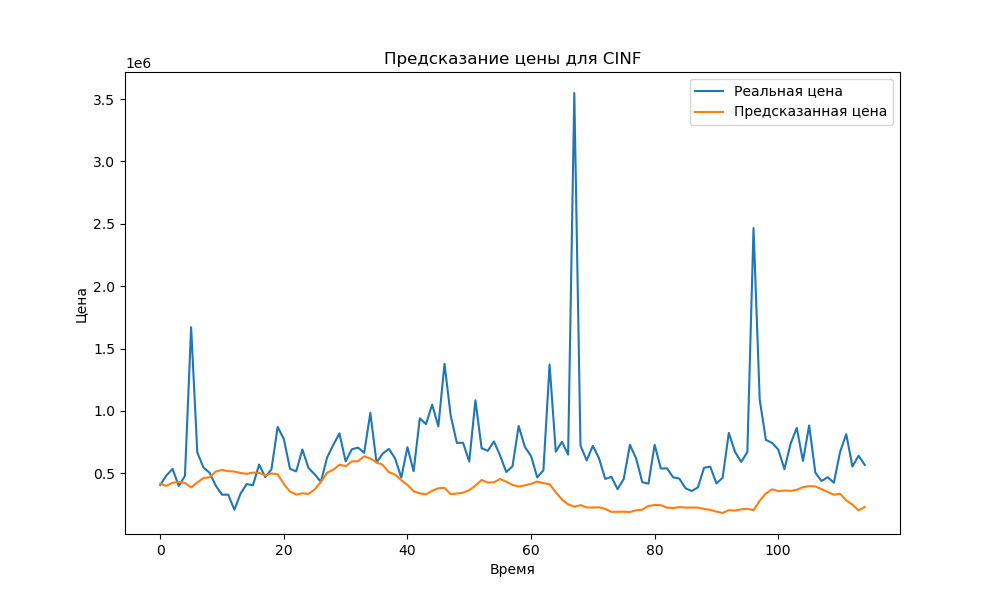 Предсказание цены для CINF
1e6
Реальная цена
Предсказанная цена
3.5
3.0
2.5
2.0
1.5
1.0
0.5
Цена
0 20 40 60 80 100
Время